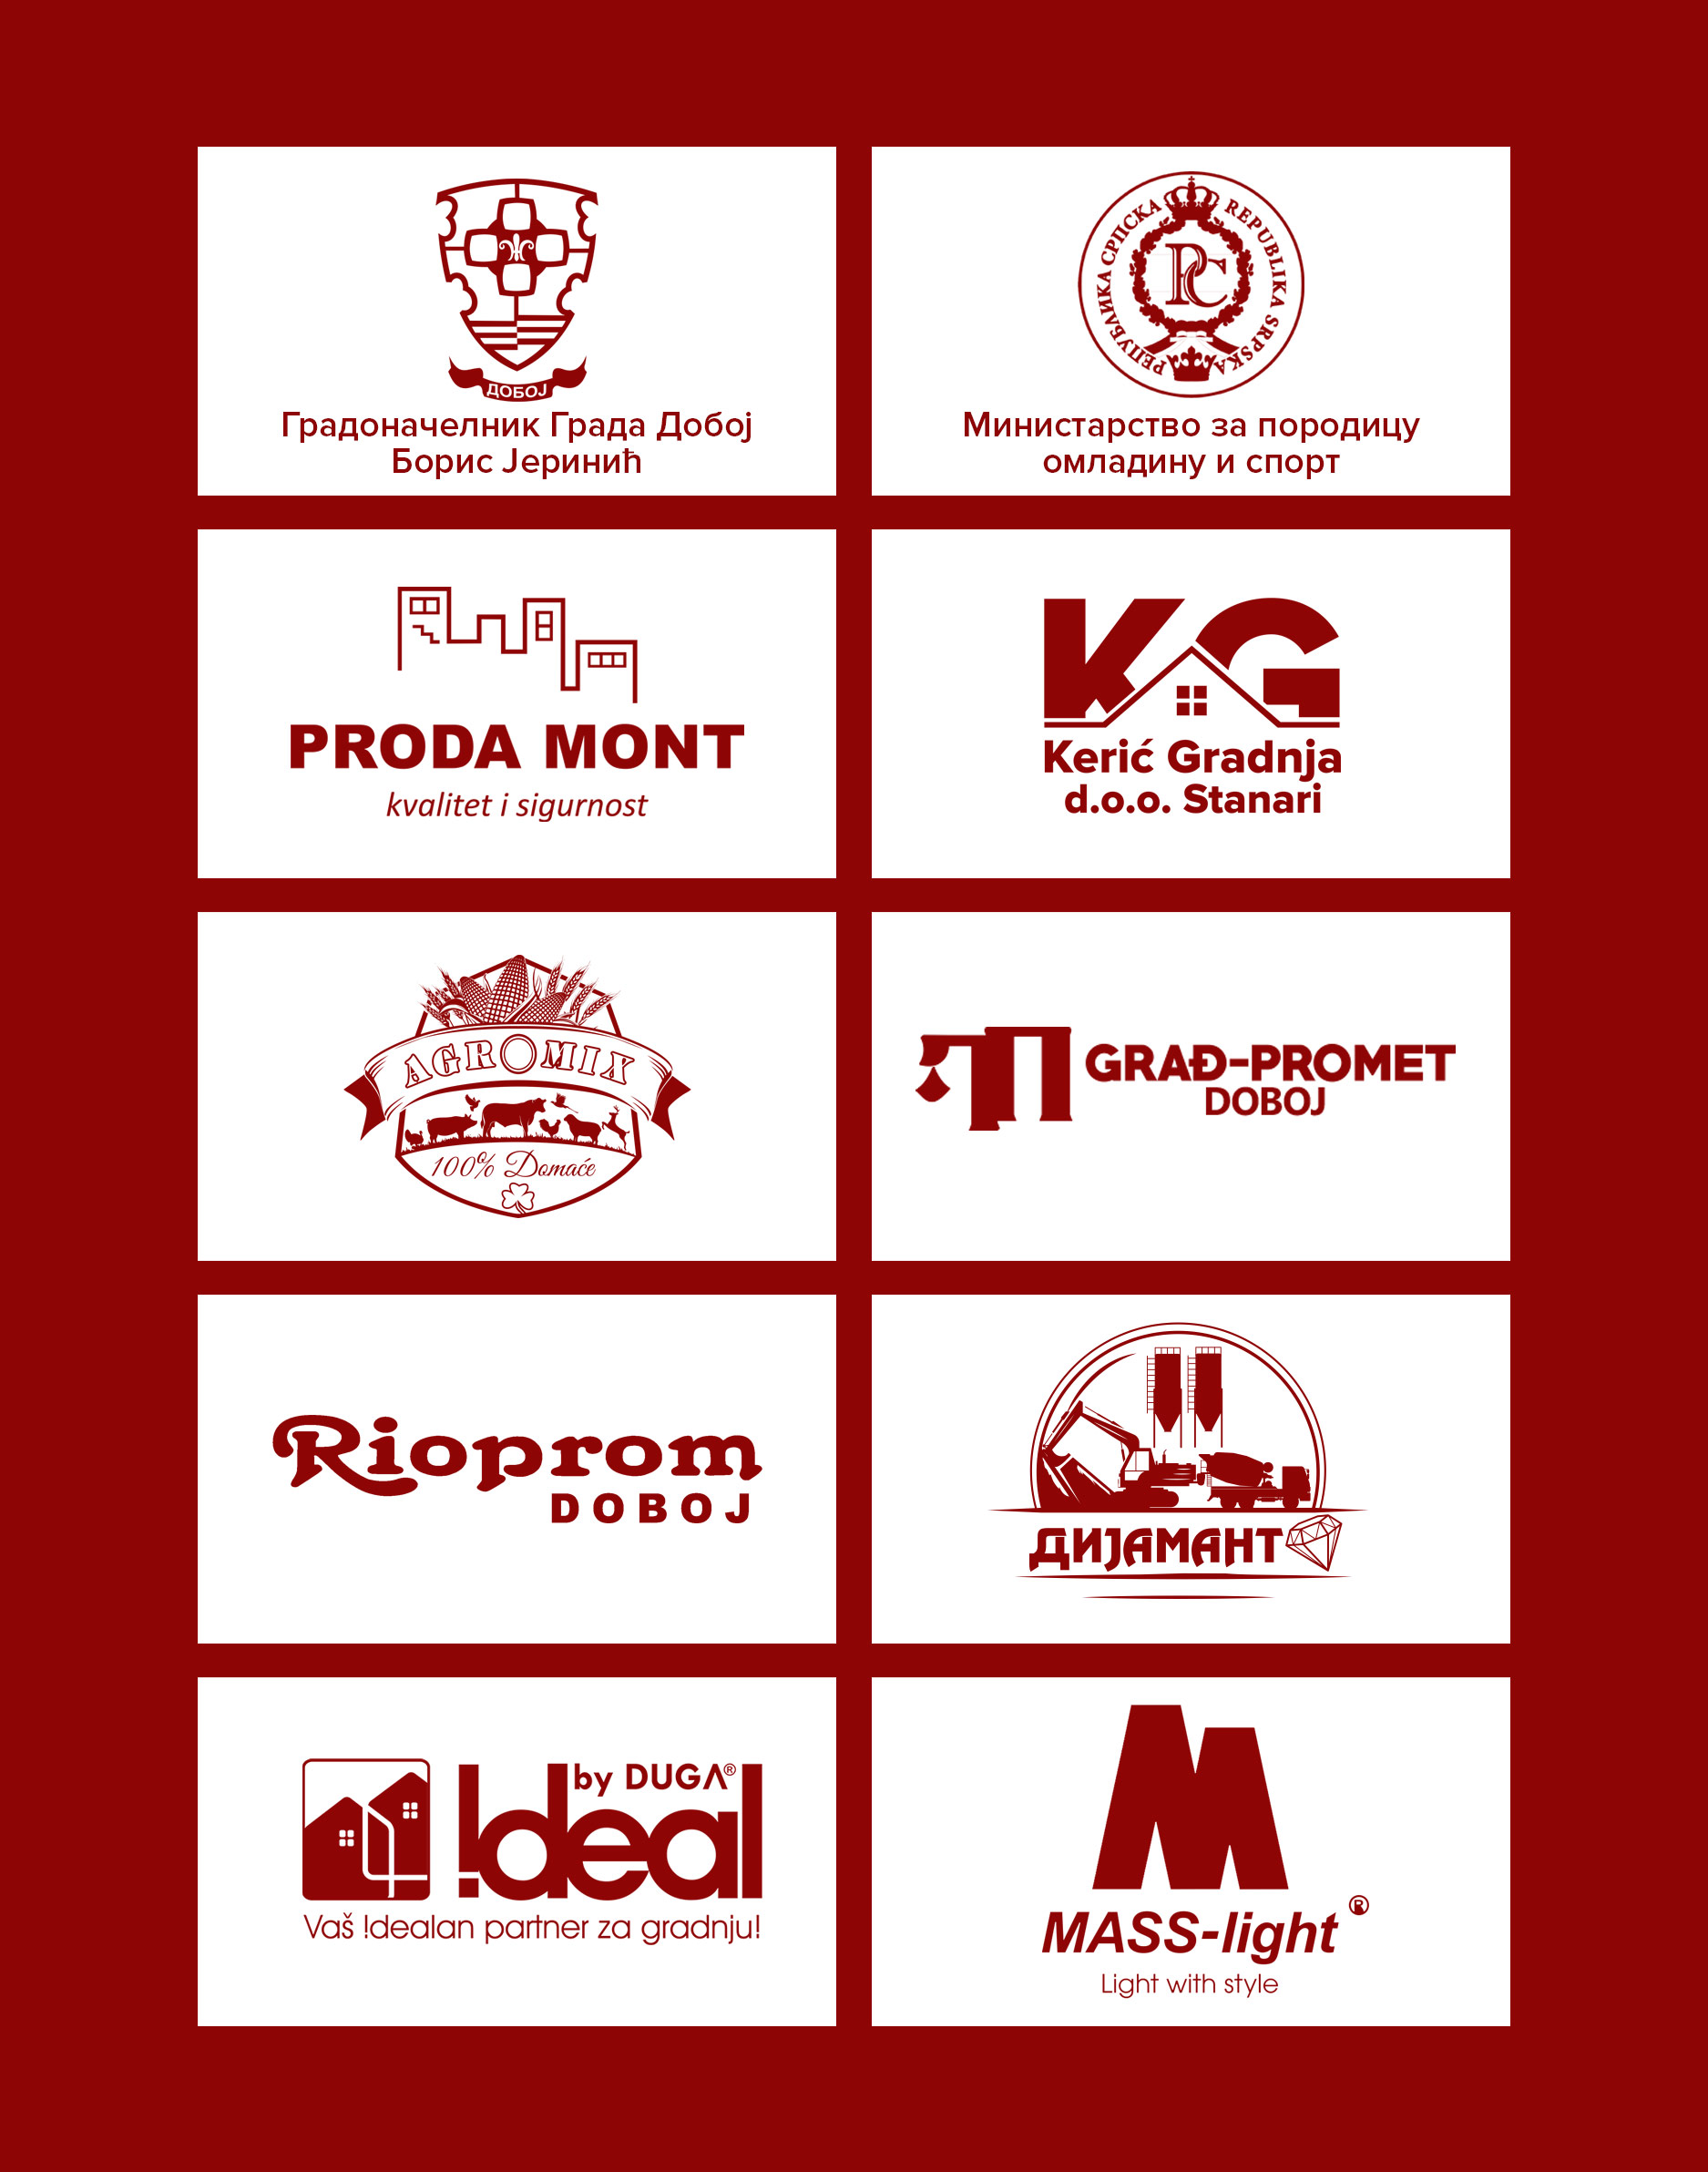 ДОБОЈ
Градоначелник Града Добој
Борис Јеринић
РЕПУБЛИКА СРПСКА REPUBLIKA SRPSKA
РС
Министарство за породицу
омладину и спорт
PRODA MONT
kvalitet i sigurnost
KG
Kerić Gradnja
d.o.o. Stanari
AGROMIX
100% Domaće
GRAĐ-PROMET
DOBOJ
Rioprom
DOBOJ
ДИЈАМАНТ
by DUGA®
!deal
Vaš !dealan partner za gradnju!
M
MASS-light®
Light with style